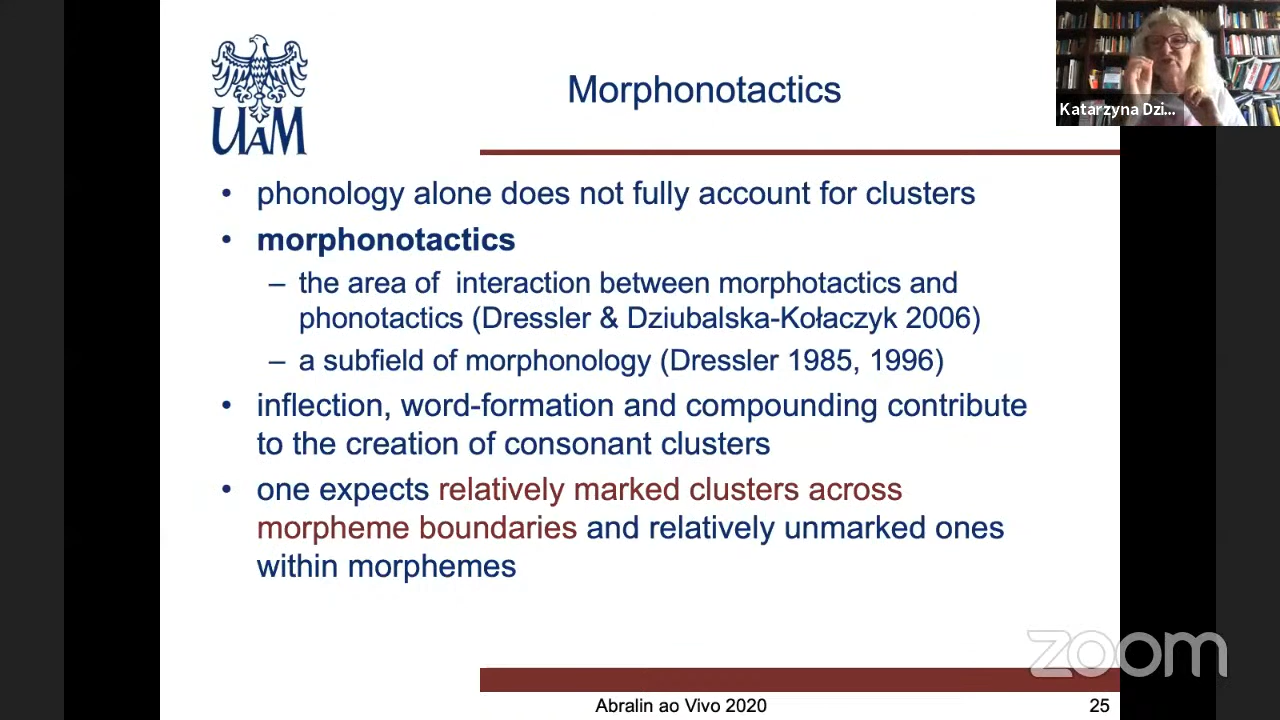 Katarzyna Dzi...
UAM
Morphonotactics
• phonology alone does not fully account for clusters
• morphonotactics
– the area of interaction between morphotactics and
phonotactics (Dressler & Dziubalska-Kołaczyk 2006)
– a subfield of morphonology (Dressler 1985, 1996)
• inflection, word-formation and compounding contribute
to the creation of consonant clusters
• one expects relatively marked clusters across
morpheme boundaries and relatively unmarked ones
within morphemes
zoom
Abralin ao Vivo 2020
25